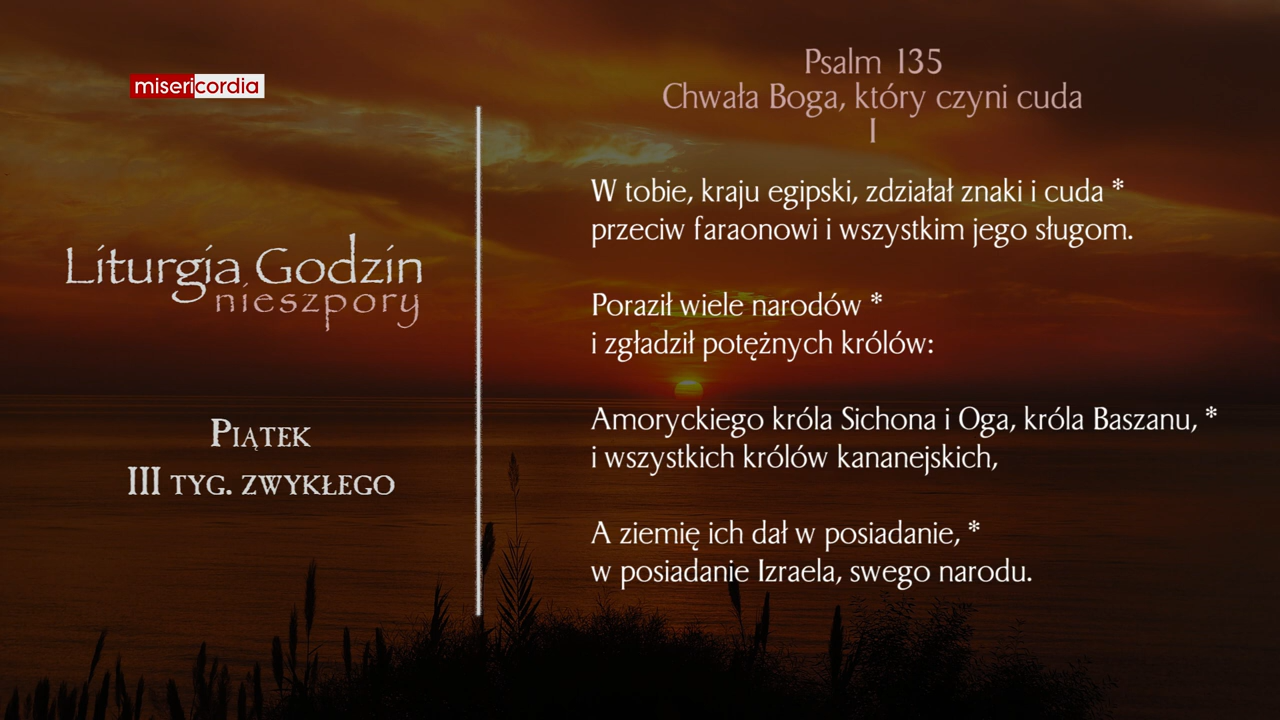 misericordia
Liturgia Godzin
nieszpory
Piątek
III tyg. zwykłego
Psalm 135
Chwała Boga, który czyni cuda
I
W tobie, kraju egipski, zdziałał znaki i cuda *
przeciw faraonowi i wszystkim jego sługom.
Poraził wiele narodów *
i zgładził potężnych królów:
Amoryckiego króla Sichona i Oga, króla Baszanu, *
i wszystkich królów kananejskich,
A ziemię ich dał w posiadanie, *
w posiadanie Izraela, swego narodu.